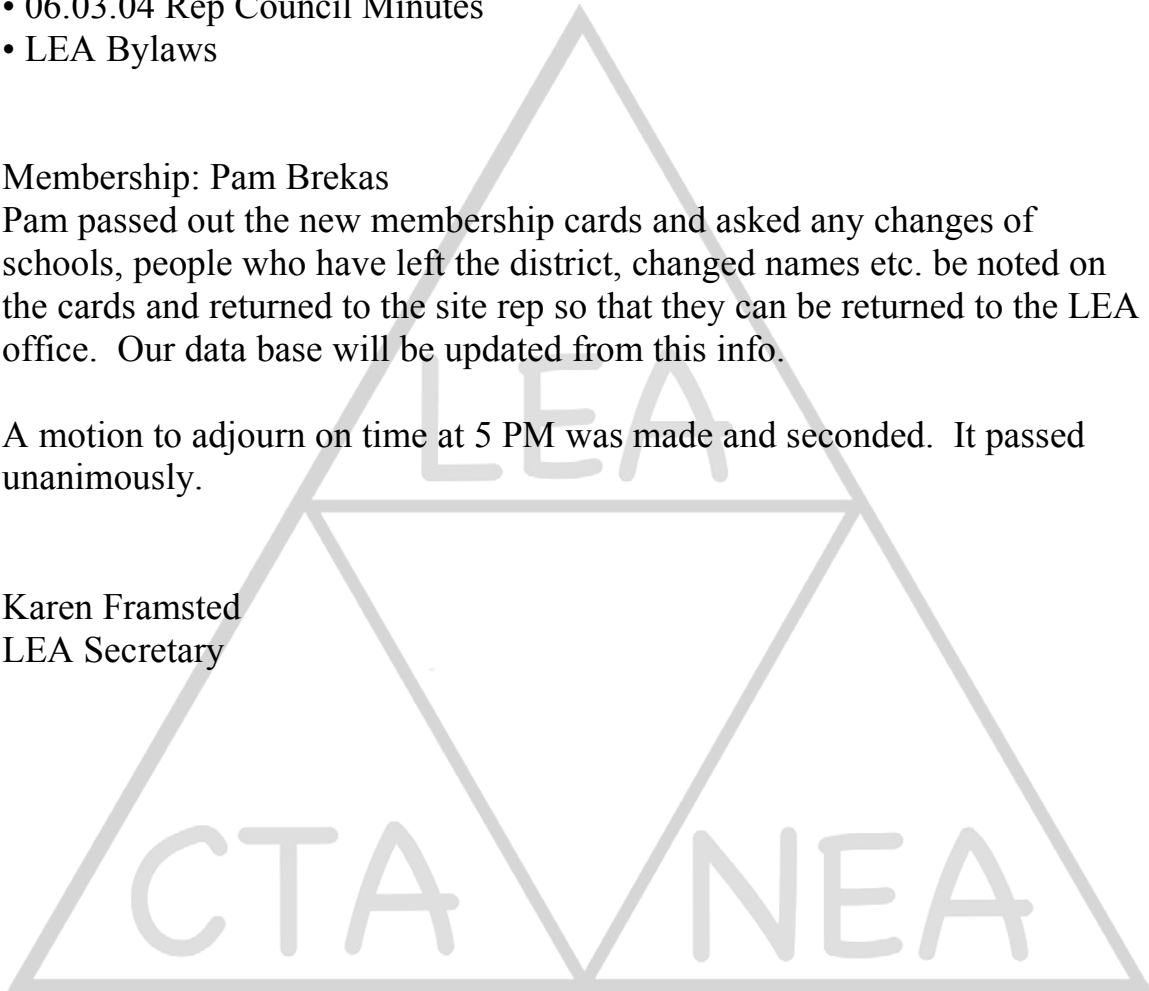 • 06.03.04 Rep Council Minutes
• LEA Bylaws
Membership: Pam Brekas
Pam passed out the new membership cards and asked any changes of
schools, people who have left the district, changed names etc. be noted on
the cards and returned to the site rep so that they can be returned to the LEA
office.  Our data base will be updated from this info.
LEA
A motion to adjourn on time at 5 PM was made and seconded.  It passed
unanimously.
Karen Framsted
LEA Secretary
CTA NEA